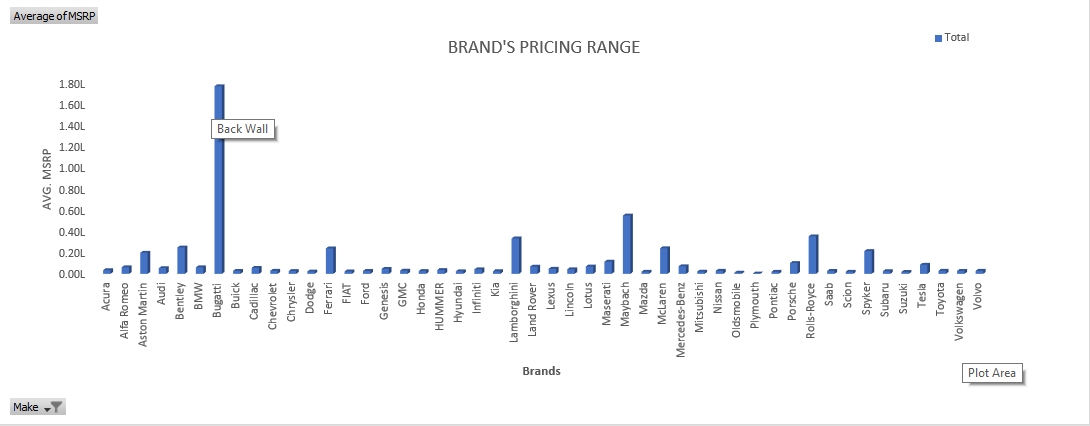 Average of MSRP
Total
BRAND'S PRICING RANGE
1.80L
1.60L
1.40L
1.20L
1.00L
0.80L
0.60L
0.40L
0.20L
0.00L
AVG. MSRP
Back Wall
Acura
Alfa Romeo
Aston Martin
Audi
Bentley
BMW
Bugatti
Buick
Cadillac
Chevrolet
Chrysler
Dodge
Ferrari
FIAT
Ford
Genesis
GMC
Honda
HUMMER
Hyundai
Infiniti
Kia
Lamborghini
Land Rover
Lexus
Lincoln
Lotus
Maserati
Maybach
Mazda
McLaren
Mercedes-Benz
Mitsubishi
Nissan
Oldsmobile
Plymouth
Pontiac
Porsche
Rolls-Royce
Saab
Scion
Spyker
Subaru
Suzuki
Tesla
Toyota
Volkswagen
Volvo
Brands
Plot Area
Make